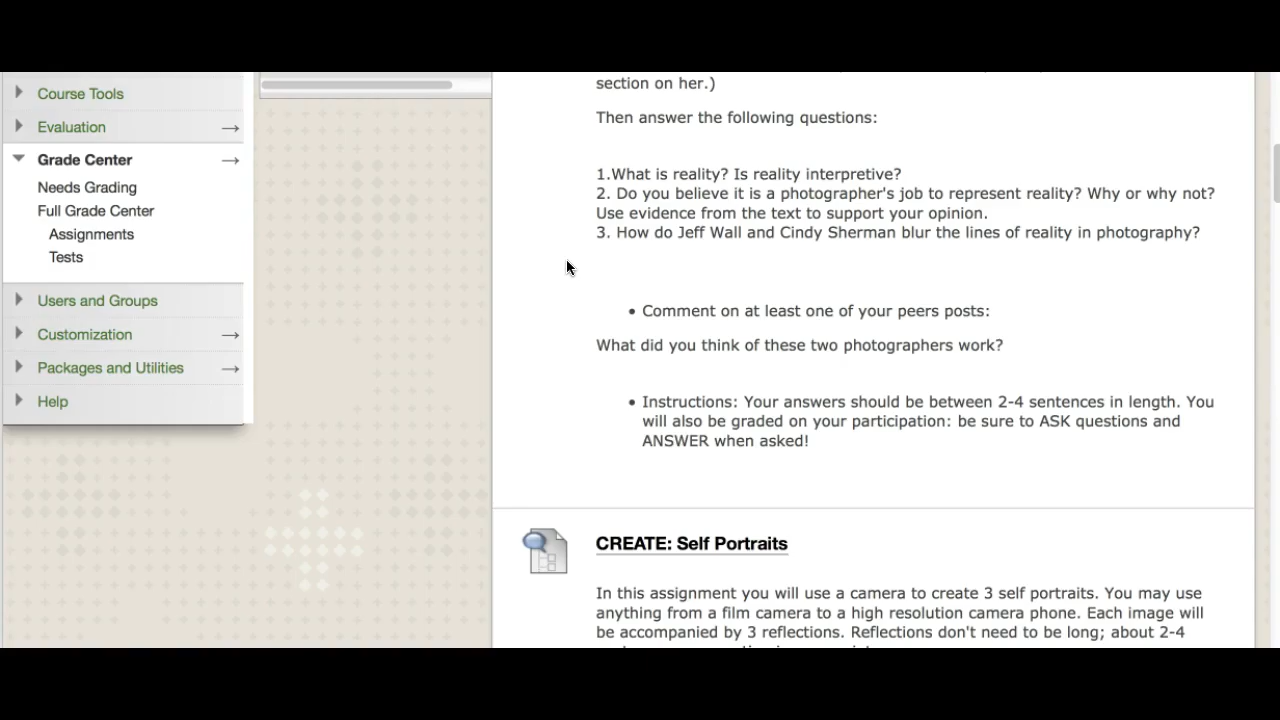 Course Tools
Evaluation
Grade Center
Needs Grading
Full Grade Center
Assignments
Tests
Users and Groups
Customization
Packages and Utilities
Help
section on her.)
Then answer the following questions:
1.What is reality? Is reality interpretive?
2. Do you believe it is a photographer's job to represent reality? Why or why not?
Use evidence from the text to support your opinion.
3. How do Jeff Wall and Cindy Sherman blur the lines of reality in photography?
• Comment on at least one of your peers posts:
What did you think of these two photographers work?
• Instructions: Your answers should be between 2-4 sentences in length. You
will also be graded on your participation: be sure to ASK questions and
ANSWER when asked!
CREATE: Self Portraits
In this assignment you will use a camera to create 3 self portraits. You may use
anything from a film camera to a high resolution camera phone. Each image will
be accompanied by 3 reflections. Reflections don't need to be long; about 2-4